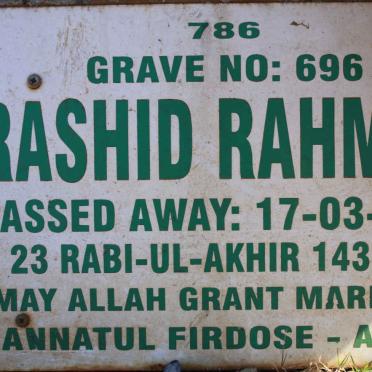 786
GRAVE NO: 696
RASHID RAHM
ASSED AWAY: 17-03-
23 RABI-UL-AKHIR 143
MAY ALLAH GRANT MAR
ANNATUL FIRDOSE - A